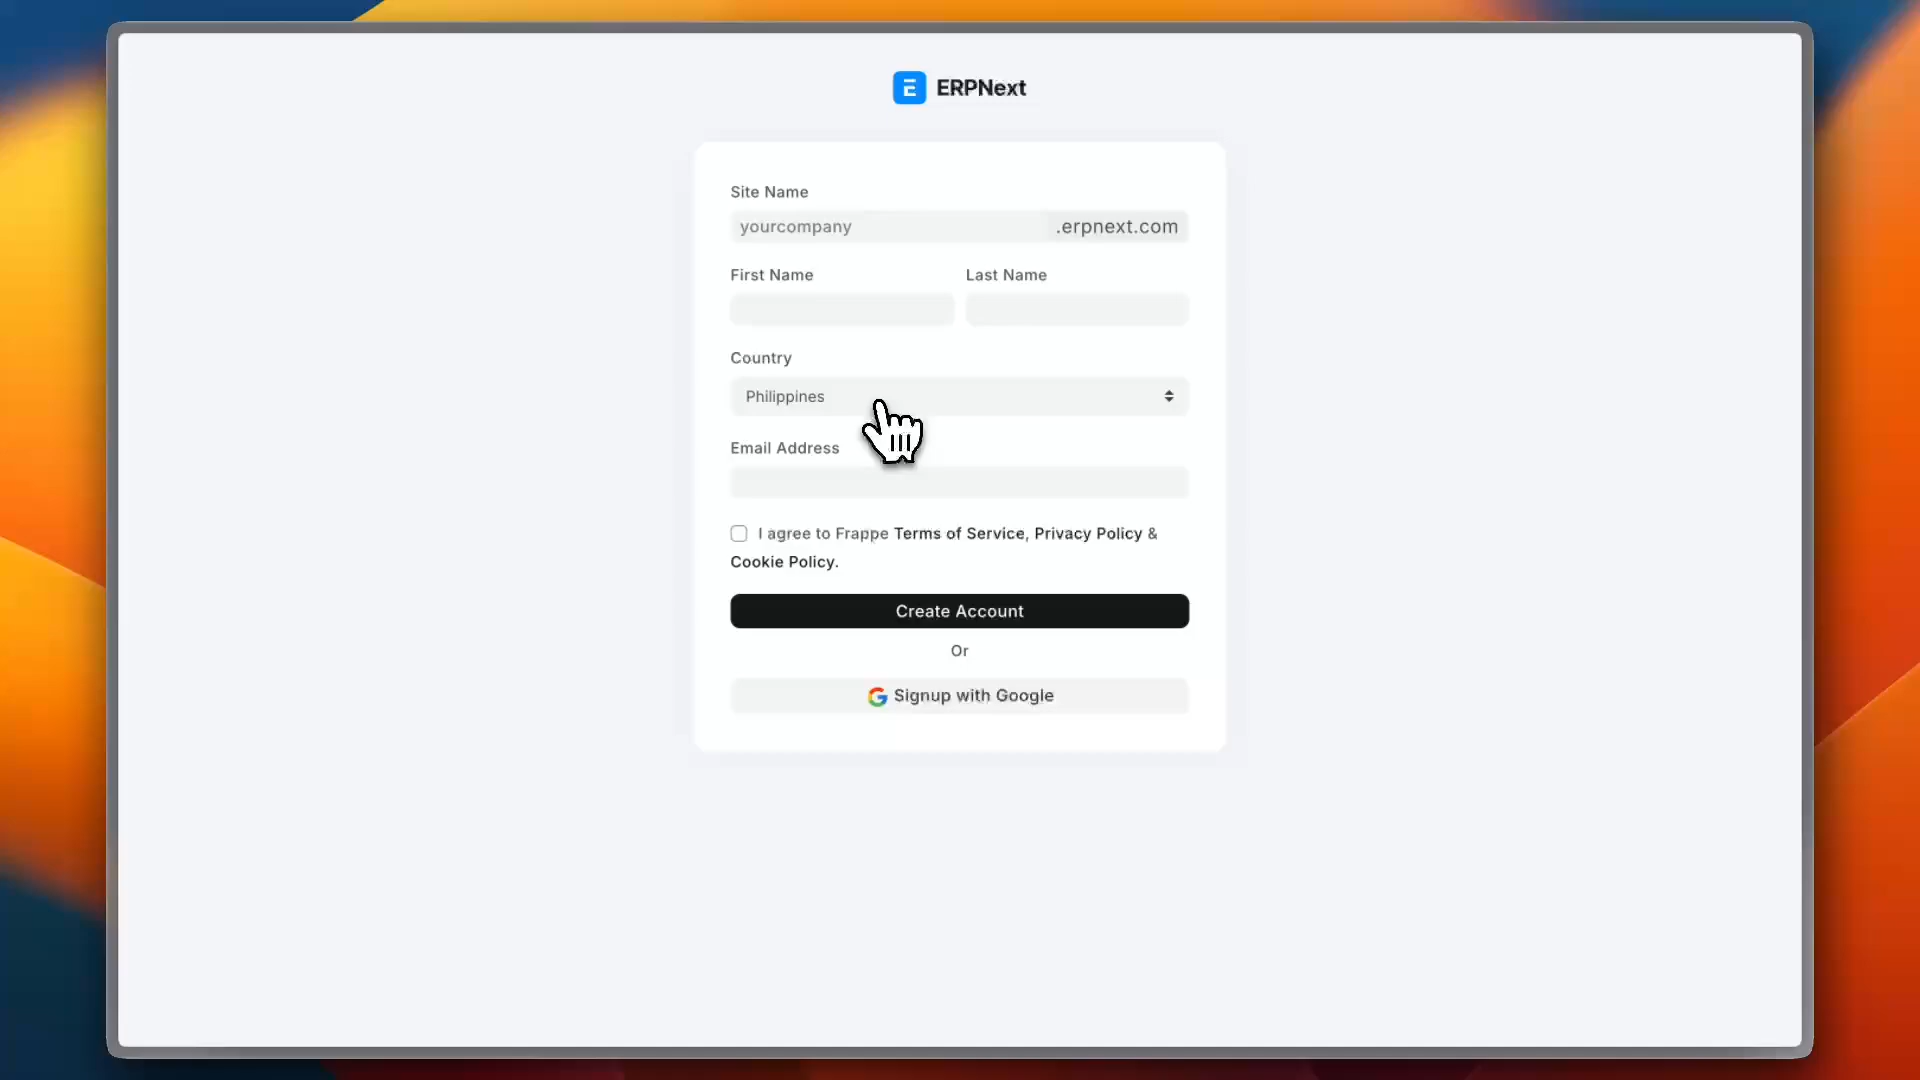 ERPNext
Site Name
yourcompany .erpnext.com
First Name Last Name
Country
Philippines
Email Address
I agree to Frappe Terms of Service, Privacy Policy &
Cookie Policy.
Create Account
Or
Signup with Google